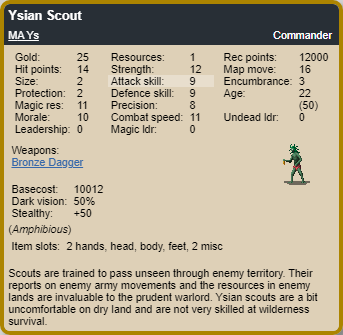 Ysian Scout
MA Ys Commander
Gold: 25 Resources: 1 Rec points: 12000
Hit points: 14 Strength: 12 Map move: 16
Size: 2 Attack skill: 9 Encumbrance: 3
Protection: 2 Defence skill: 9 Age: 22
Magic res: 11 Precision: 8 (50)
Morale: 10 Combat speed: 11 Undead ldr: 0
Leadership: 0 Magic ldr: 0
Weapons:
Bronze Dagger
Basecost: 10012
Dark vision: 50%
Stealthy: +50
(Amphibious)
Item slots: 2 hands, head, body, feet, 2 misc
Scouts are trained to pass unseen through enemy territory. Their
reports on enemy army movements and the resources in enemy
lands are invaluable to the prudent warlord. Ysian scouts are a bit
uncomfortable on dry land and are not very skilled at wilderness
survival.